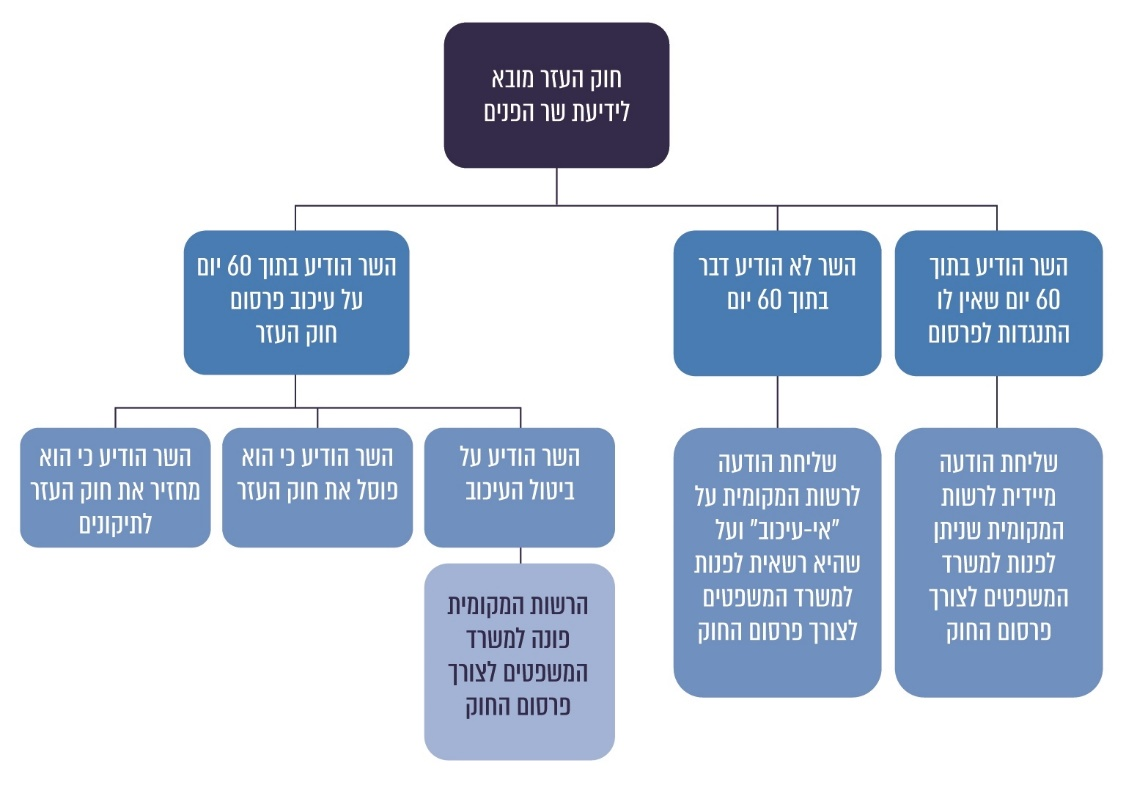 חוק העזר מובא
לידיעת שר הפנים
השר הודיע בתוך
60 יום שאין לו
התנגדות לפרסום
השר לא הודיע דבר
בתוך 60 יום
השר הודיע בתוך 60 יום
על עיכוב פרסום
חוק העזר
שליחת הודעה
מיידית לרשות
המקומית שניתן
לפנות למשרד
המשפטים לצורך
פרסום החוק
שליחת הודעה
לרשות המקומית על
"אי-עיכוב" ועל
שהיא רשאית לפנות
למשרד המשפטים
לצורך פרסום החוק
השר הודיע על
ביטול העיכוב
השר הודיע כי הוא
פוסל את חוק העזר
השר הודיע כי הוא
מחזיר את חוק העזר
לתיקונים
הרשות המקומית
פונה למשרד
המשפטים לצורך
פרסום החוק